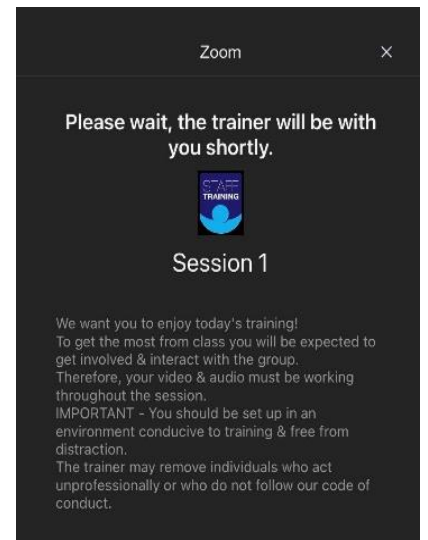 Zoom
Please wait, the trainer will be with
you shortly.
STAFF
TRAINING
Session 1
We want you to enjoy today's training!
To get the most from class you will be expected to
get involved & interact with the group.
Therefore, your video & audio must be working
throughout the session.
IMPORTANT - You should be set up in an
environment conducive to training & free from
distraction.
The trainer may remove individuals who act
unprofessionally or who do not follow our code of
conduct.